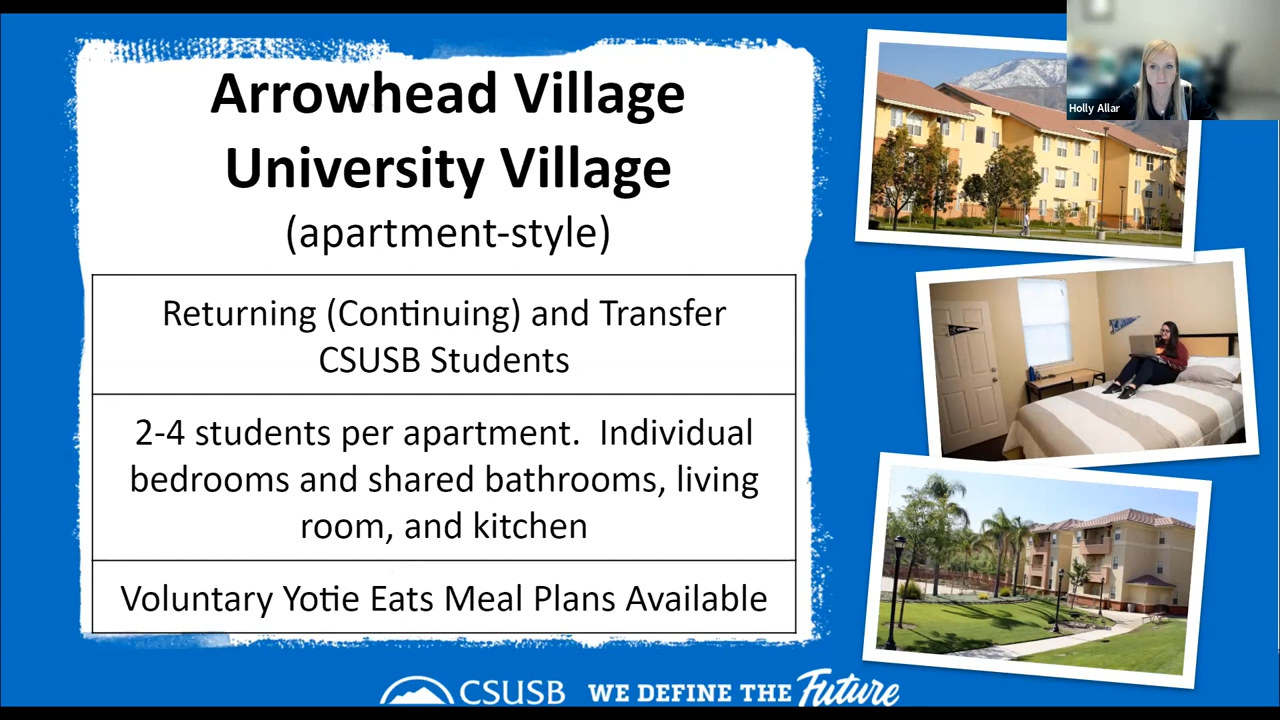 Arrowhead Village
University Village
(apartment-style)
Returning (Continuing) and Transfer
CSUSB Students
2-4 students per apartment.  Individual
bedrooms and shared bathrooms, living
room, and kitchen
Voluntary Yotie Eats Meal Plans Available
Holly Allar
CSUSB WE DEFINE THE Future